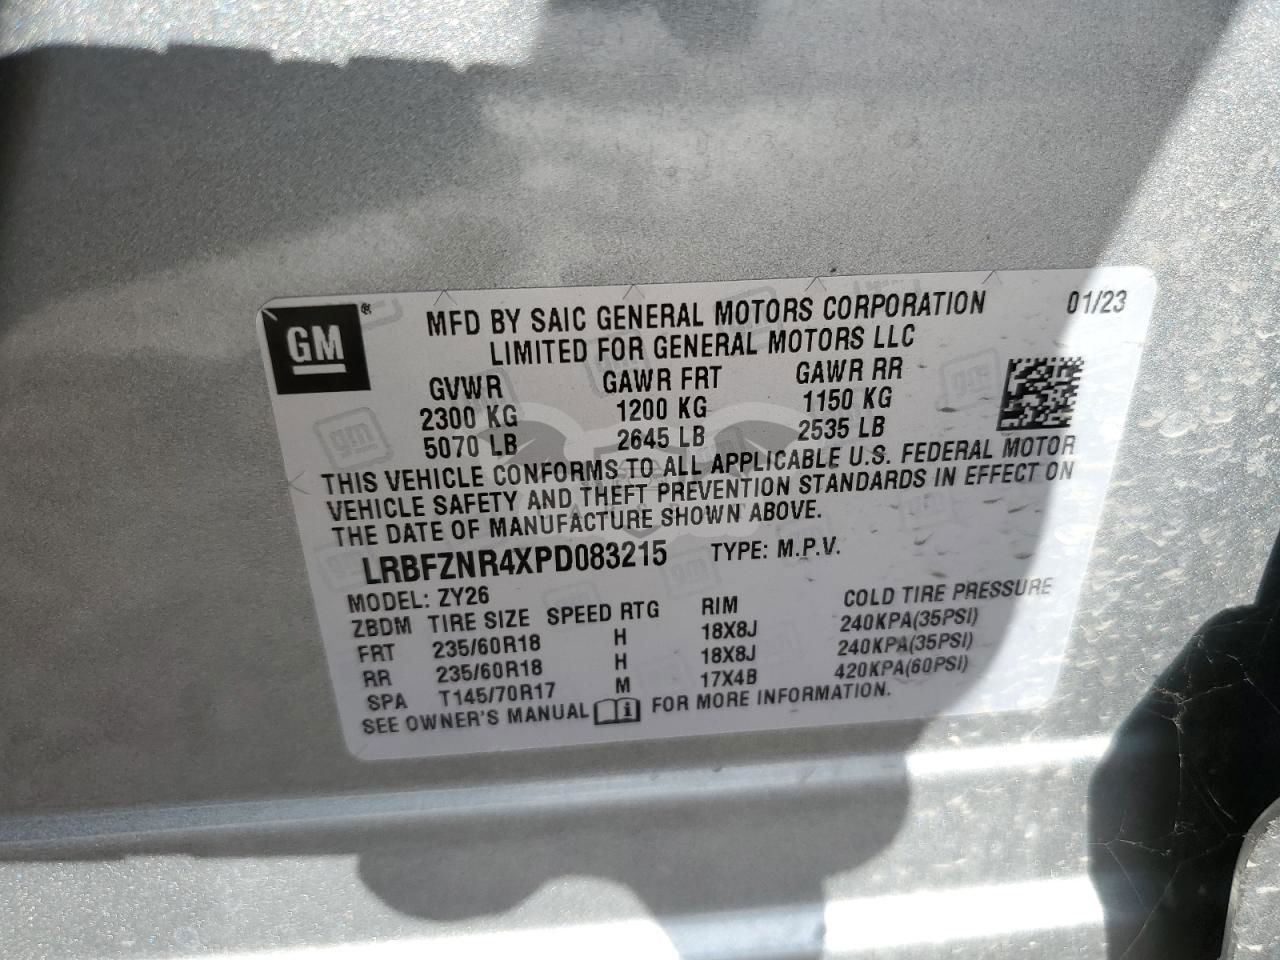 GM®
MFD BY SAIC GENERAL MOTORS CORPORATION 01/23
LIMITED FOR GENERAL MOTORS LLC
GVWR GAWR FRT GAWR RR
2300 KG 1200 KG 1150 KG
5070 LB 2645 LB 2535 LB
THIS VEHICLE CONFORMS TO ALL APPLICABLE U.S. FEDERAL MOTOR
VEHICLE SAFETY AND THEFT PREVENTION STANDARDS IN EFFECT ON
THE DATE OF MANUFACTURE SHOWN ABOVE.
LRBFZNR4XPD083215 TYPE: M.P.V.
MODEL: ZY26
ZBDM TIRE SIZE SPEED RTG RIM COLD TIRE PRESSURE
FRT 235/60R18 H 18X8J 240KPA(35PSI)
RR 235/60R18 H 18X8J 240KPA(35PSI)
SPA T145/70R17 M 17X4B 420KPA(60PSI)
SEE OWNER'S MANUAL FOR MORE INFORMATION.